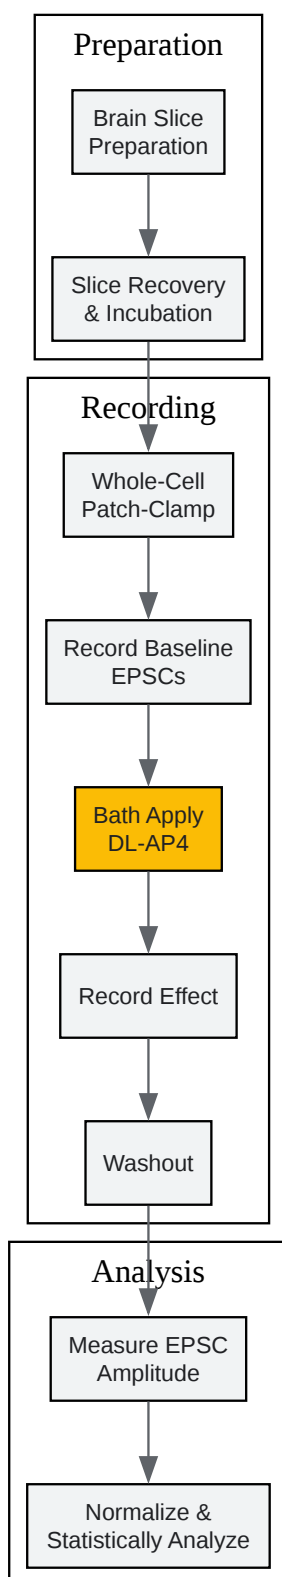 Preparation
Brain Slice
Preparation
Slice Recovery
& Incubation
Recording
Whole-Cell
Patch-Clamp
Record Baseline
EPSCs
Bath Apply
DL-AP4
Record Effect
Washout
Analysis
Measure EPSC
Amplitude
Normalize &
Statistically Analyze